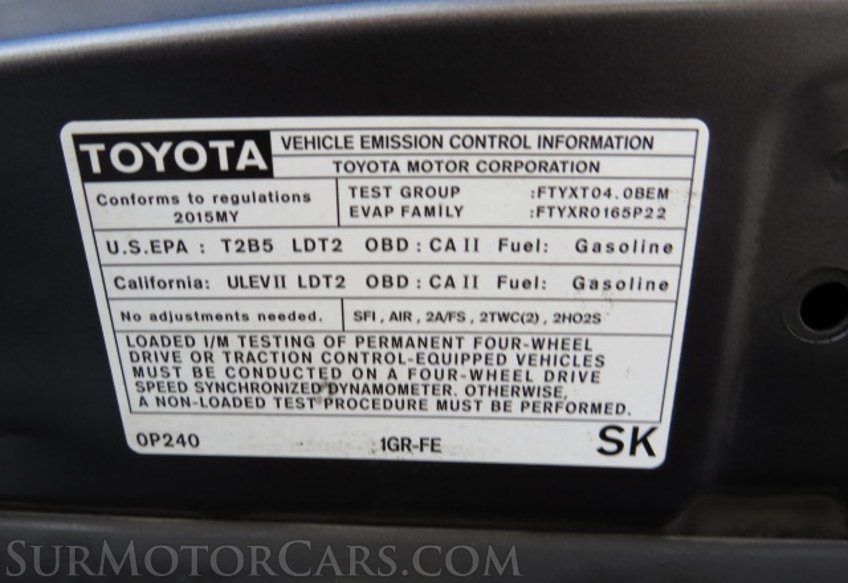 TOYOTA
VEHICLE EMISSION CONTROL INFORMATION
TOYOTA MOTOR CORPORATION
Conforms to regulations
2015MY
TEST GROUP :FTYXT04.0BEM
EVAP FAMILY :FTYXR0165P22
U.S.EPA : T2B5 LDT2 OBD : CA II Fuel: Gasoline
California: ULEV II LDT2 OBD : CA II Fuel: Gasoline
No adjustments needed.
SFI , AIR , 2A/FS , 2TWC(2) , 2HO2S
LOADED I/M TESTING OF PERMANENT FOUR-WHEEL
DRIVE OR TRACTION CONTROL-EQUIPPED VEHICLES
MUST BE CONDUCTED ON A FOUR-WHEEL DRIVE
SPEED SYNCHRONIZED DYNAMOMETER. OTHERWISE,
A NON-LOADED TEST PROCEDURE MUST BE PERFORMED.
0P240 1GR-FE SK
SURMOTORCARS.COM